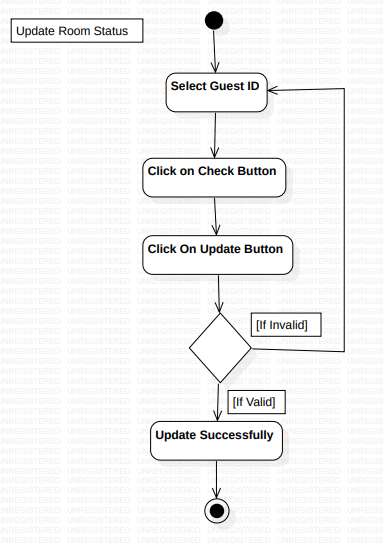 Update Room Status
Select Guest ID
Click on Check Button
Click On Update Button
[If Invalid]
[If Valid]
Update Successfully